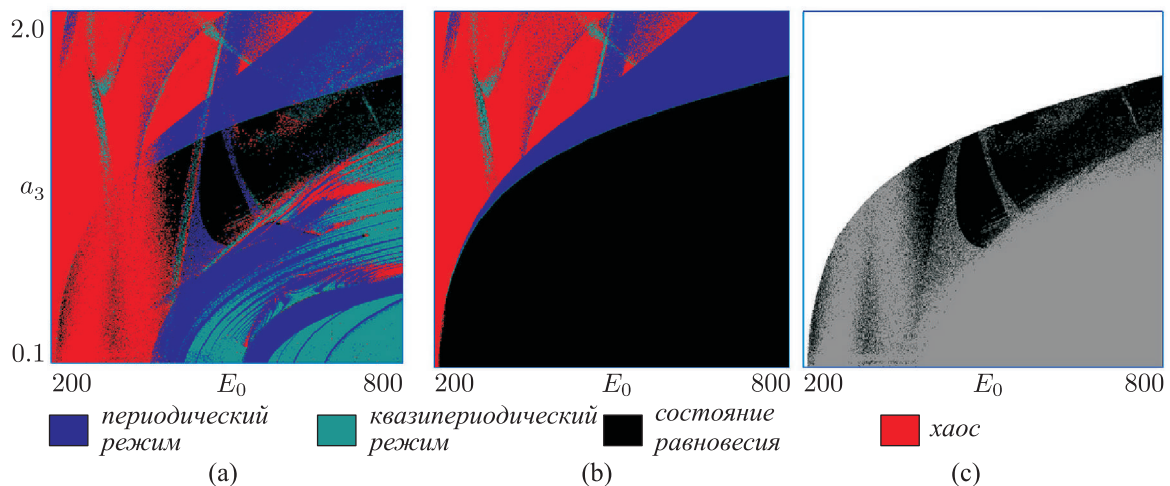 2.0
a₃
0.1
200 E₀ 800 200 E₀ 800 200 E₀ 800
периодический квазипериодический состояние хаос
режим режим равновесия
(a) (b) (c)